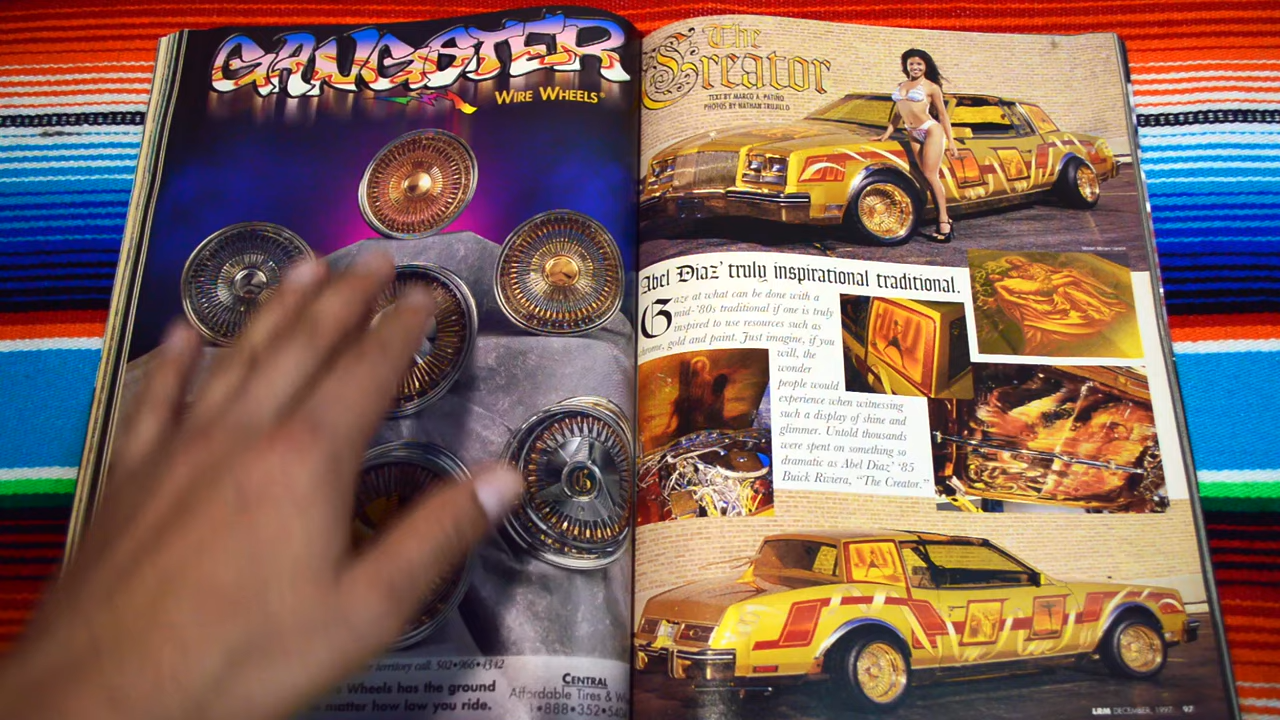 GANGSTER
WIRE WHEELS®
territory call: 502•966•4342
Wheels has the ground
matter how low you ride.
CENTRAL
Affordable Tires & W
1•888•352•54
The
Creator
TEXT BY MARCO A. PATIÑO
PHOTOS BY NATHAN TRUJILLO
Abel Diaz' truly inspirational traditional.
Gaze at what can be done with a
mid-'80s traditional if one is truly
inspired to use resources such as
chrome, gold and paint. Just imagine, if you
will, the
wonder
people would
experience when witnessing
such a display of shine and
glimmer. Untold thousands
were spent on something so
dramatic as Abel Diaz' '85
Buick Riviera, "The Creator."
LRM DECEMBER, 1997 97